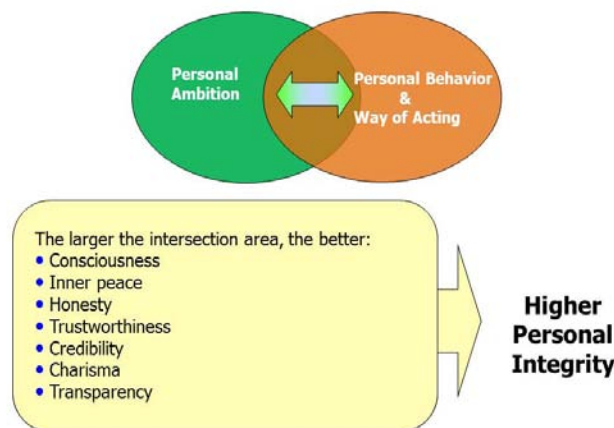 Personal
Ambition
Personal Behavior
&
Way of Acting
The larger the intersection area, the better:
• Consciousness
• Inner peace
• Honesty
• Trustworthiness
• Credibility
• Charisma
• Transparency
Higher
Personal
Integrity